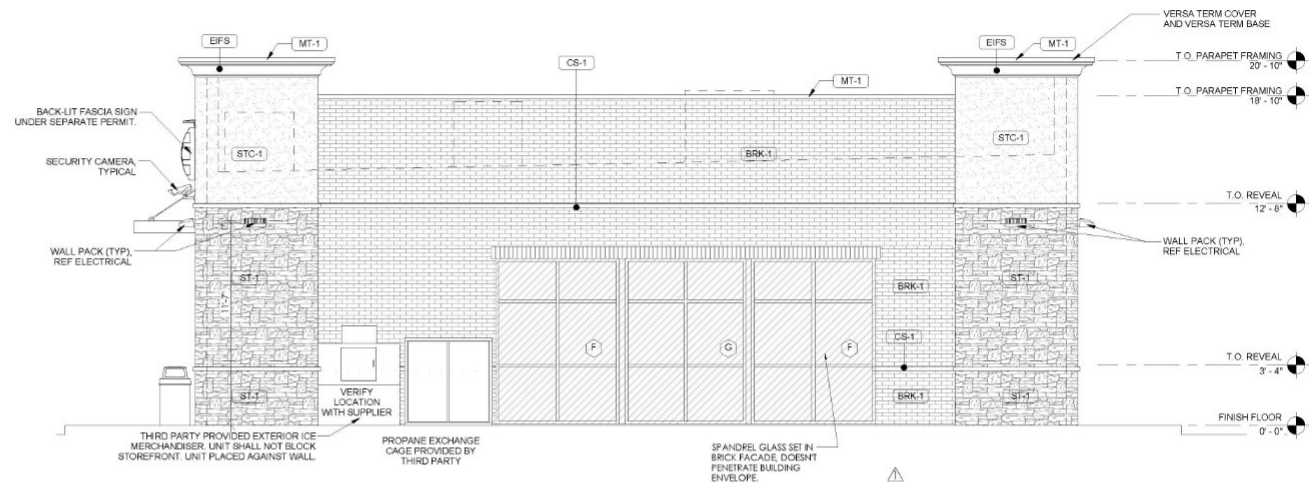 VERSA TERM COVER
AND VERSA TERM BASE
EIFS
MT-1
EIFS
MT-1
T.O. PARAPET FRAMING
20' - 10"
CS-1
MT-1
T.O. PARAPET FRAMING
18' - 10"
BACK-LIT FASCIA SIGN
UNDER SEPARATE PERMIT.
STC-1
BRK-1
STC-1
SECURITY CAMERA,
TYPICAL
T.O. REVEAL
12' - 8"
WALL PACK (TYP),
REF ELECTRICAL
WALL PACK (TYP),
REF ELECTRICAL
ST-1
BRK-1
ST-1
F
G
F
CS-1
T.O. REVEAL
3' - 4"
ST-1
VERIFY
LOCATION
WITH SUPPLIER
BRK-1
ST-1
FINISH FLOOR
0' - 0"
THIRD PARTY PROVIDED EXTERIOR ICE
MERCHANDISER. UNIT SHALL NOT BLOCK
STOREFRONT. UNIT PLACED AGAINST WALL.
PROPANE EXCHANGE
CAGE PROVIDED BY
THIRD PARTY
SPANDREL GLASS SET IN
BRICK FACADE, DOESN'T
PENETRATE BUILDING
ENVELOPE.